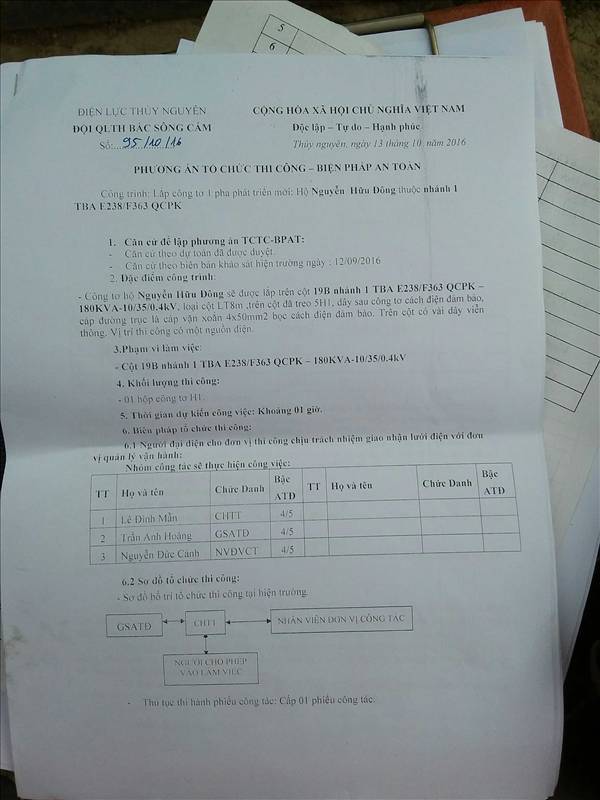 5
6
ĐIỆN LỰC THỦY NGUYÊN
CỘNG HÒA XÃ HỘI CHỦ NGHĨA VIỆT NAM
ĐỘI QLTH BẮC SÔNG CẤM
Độc lập – Tự do – Hạnh phúc
Số:...95/10/16
Thủy nguyên, ngày 13 tháng 10 năm 2016
PHƯƠNG ÁN TỔ CHỨC THI CÔNG – BIỆN PHÁP AN TOÀN
Công trình: Lắp công tơ 1 pha phát triển mới: Hộ Nguyễn Hữu Đông thuộc nhánh 1
TBA E238/F363 QCPK
1. Căn cứ để lập phương án TCTC-BPAT:
- Căn cứ theo dự toán đã được duyệt.
- Căn cứ theo biên bản khảo sát hiện trường ngày : 12/09/2016
2. Đặc điểm công trình:
- Công tơ hộ Nguyễn Hữu Đông sẽ được lắp trên cột 19B nhánh 1 TBA E238/F363 QCPK –
180KVA-10/35/0.4kV, loại cột LT8m ,trên cột đã treo 5H1, dây sau công tơ cách điện đảm bảo,
cáp đường trục là cáp vặn xoắn 4x50mm2 bọc cách điện đảm bảo. Trên cột có vài dây viễn
thông. Vị trí thi công có một nguồn điện.
3.Phạm vi làm việc:
- Cột 19B nhánh 1 TBA E238/F363 QCPK – 180KVA-10/35/0.4kV
4. Khối lượng thi công:
- 01 hộp công tơ H1.
5. Thời gian dự kiến công việc: Khoảng 01 giờ.
6. Biện pháp tổ chức thi công:
6.1 Người đại diện cho đơn vị thi công chịu trách nhiệm giao nhận lưới điện với đơn
vị quản lý vận hành:
Nhóm công tác sẽ thực hiện công việc:
TT Họ và tên Chức Danh Bậc ATĐ TT Họ và tên Chức Danh Bậc ATĐ
1 Lê Đình Mẫn CHTT 4/5
2 Trần Anh Hoàng GSATĐ 4/5
3 Nguyễn Đức Cảnh NVĐVCT 4/5
6.2 Sơ đồ tổ chức thi công:
- Sơ đồ bố trí tổ chức thi công tại hiện trường.
GSATĐ
CHTT
NHÂN VIÊN ĐƠN VỊ CÔNG TÁC
NGƯỜI CHO PHÉP
VÀO LÀM VIỆC
- Thủ tục thi hành phiếu công tác: Cấp 01 phiếu công tác.